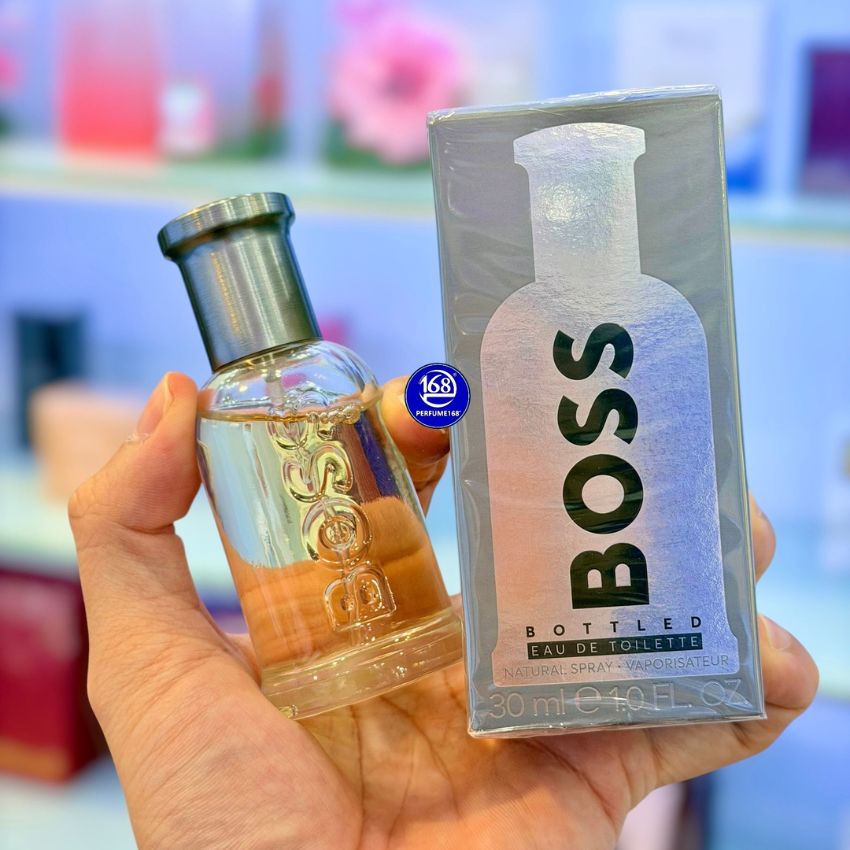 BOSS
168
PERFUME168
BOSS
BOTTLED
EAU DE TOILETTE
NATURAL SPRAY • VAPORISATEUR
30 ml e 1.0 FL. OZ